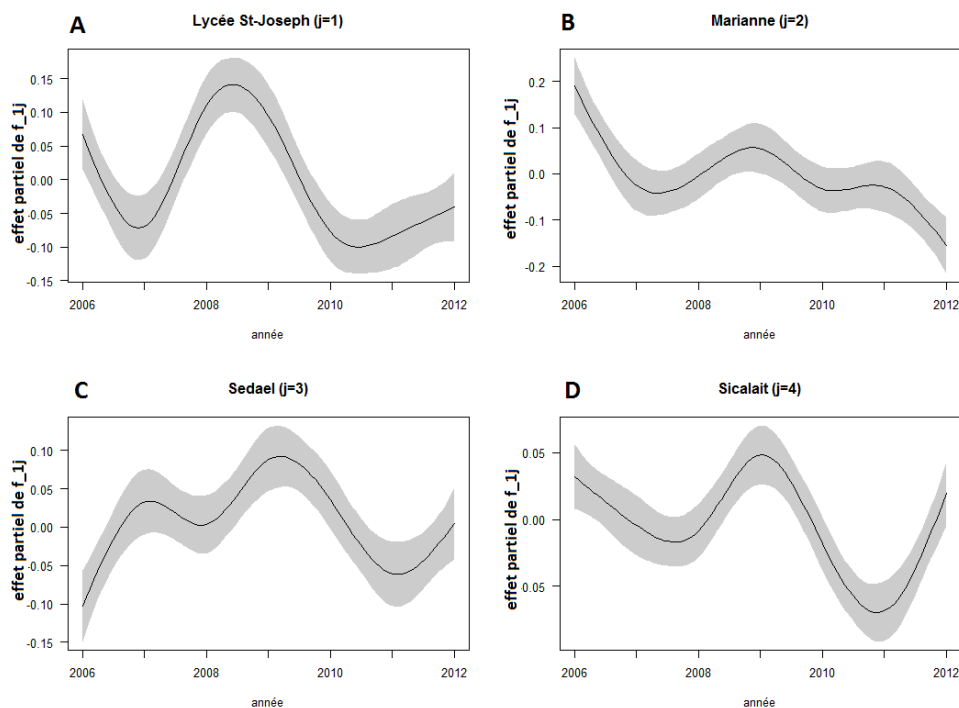 A
Lycée St-Joseph (j=1)
effet partiel de f_1j
0.15
0.10
0.05
0.00
-0.05
-0.10
-0.15
2006
2008
2010
2012
année
B
Marianne (j=2)
effet partiel de f_1j
0.2
0.1
0.0
-0.1
-0.2
2006
2008
2010
2012
année
C
Sedael (j=3)
effet partiel de f_1j
0.10
0.05
0.00
-0.05
-0.10
-0.15
2006
2008
2010
2012
année
D
Sicalait (j=4)
effet partiel de f_1j
0.05
0.00
0.05
2006
2008
2010
2012
année